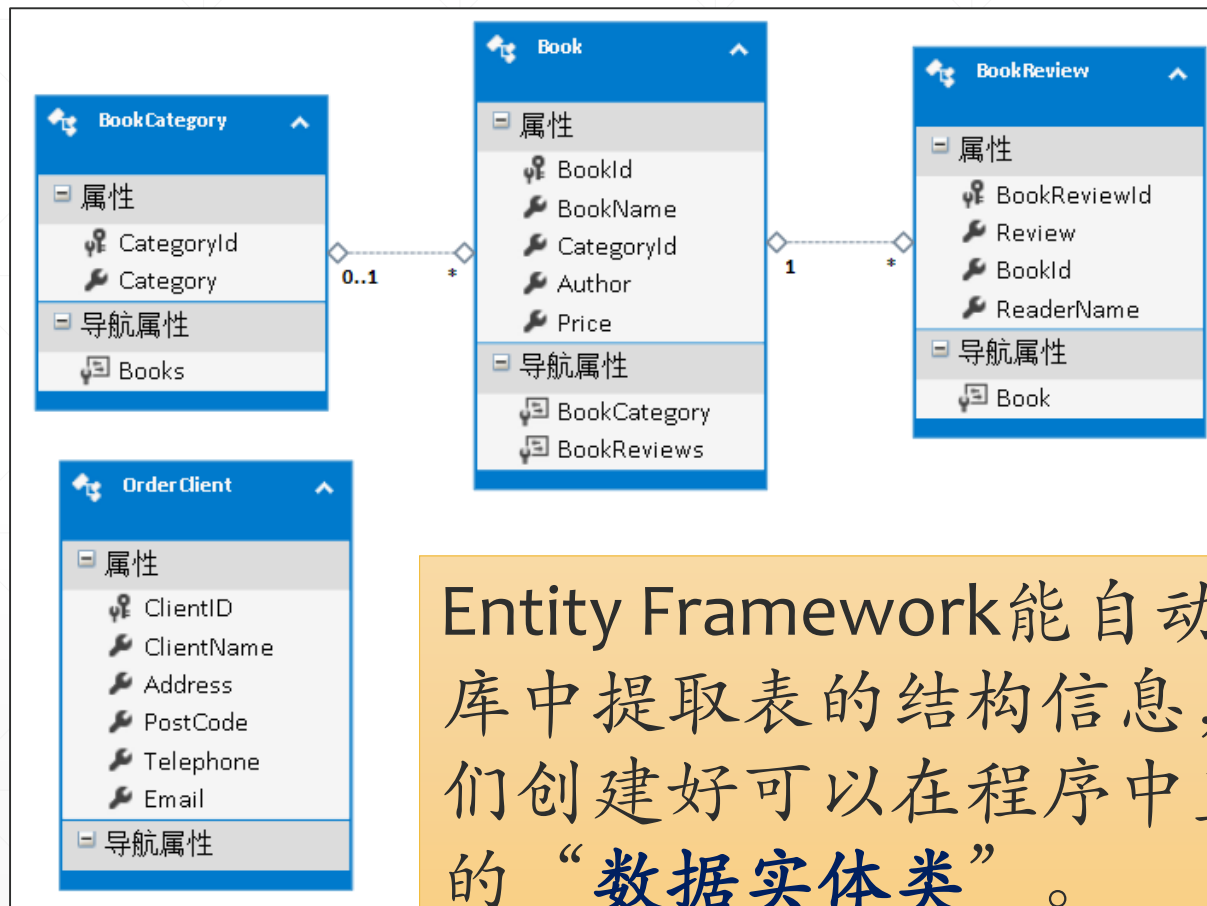 BookCategory
属性
CategoryId
Category
导航属性
Books
0..1
*
Book
属性
BookId
BookName
CategoryId
Author
Price
导航属性
BookCategory
BookReviews
1
*
BookReview
属性
BookReviewId
Review
BookId
ReaderName
导航属性
Book
OrderClient
属性
ClientID
ClientName
Address
PostCode
Telephone
Email
导航属性
Entity Framework能自动
库中提取表的结构信息，
们创建好可以在程序中
的“数据实体类”。